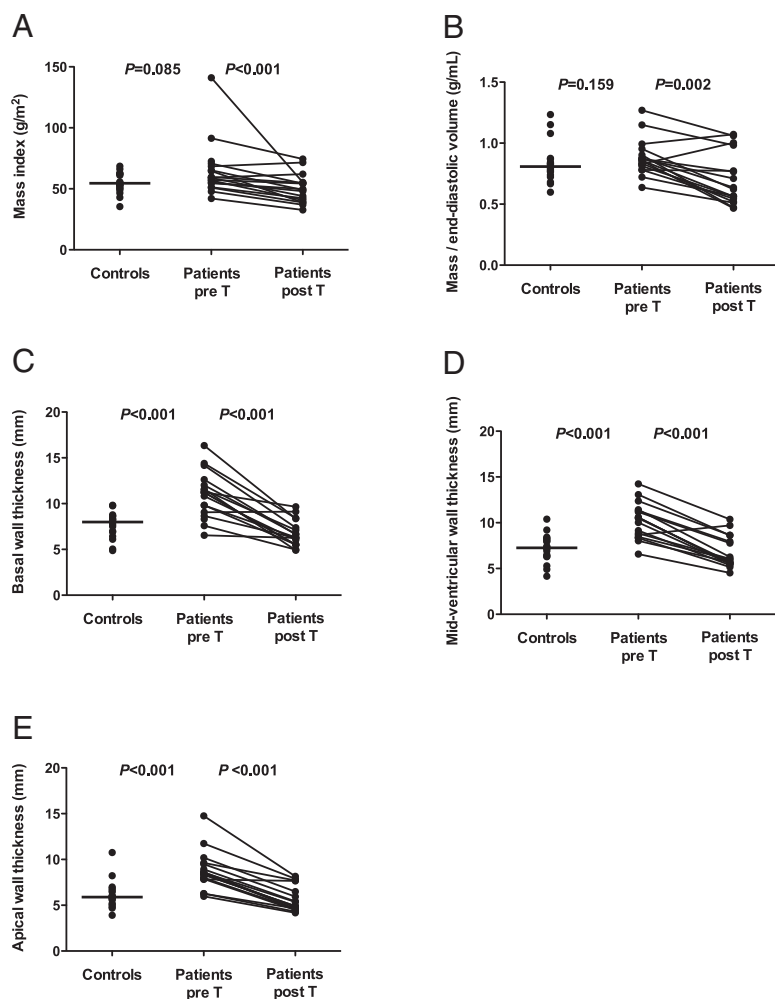 A
P=0.085 P<0.001
Mass index (g/m²)
150
100
50
0
Controls Patients Patients
pre T post T
B
P=0.159 P=0.002
Mass / end-diastolic volume (g/mL)
1.5
1.0
0.5
0.0
Controls Patients Patients
pre T post T
C
P<0.001 P<0.001
Basal wall thickness (mm)
20
15
10
5
0
Controls Patients Patients
pre T post T
D
P<0.001 P<0.001
Mid-ventricular wall thickness (mm)
20
15
10
5
0
Controls Patients Patients
pre T post T
E
P<0.001 P <0.001
Apical wall thickness (mm)
20
15
10
5
0
Controls Patients Patients
pre T post T